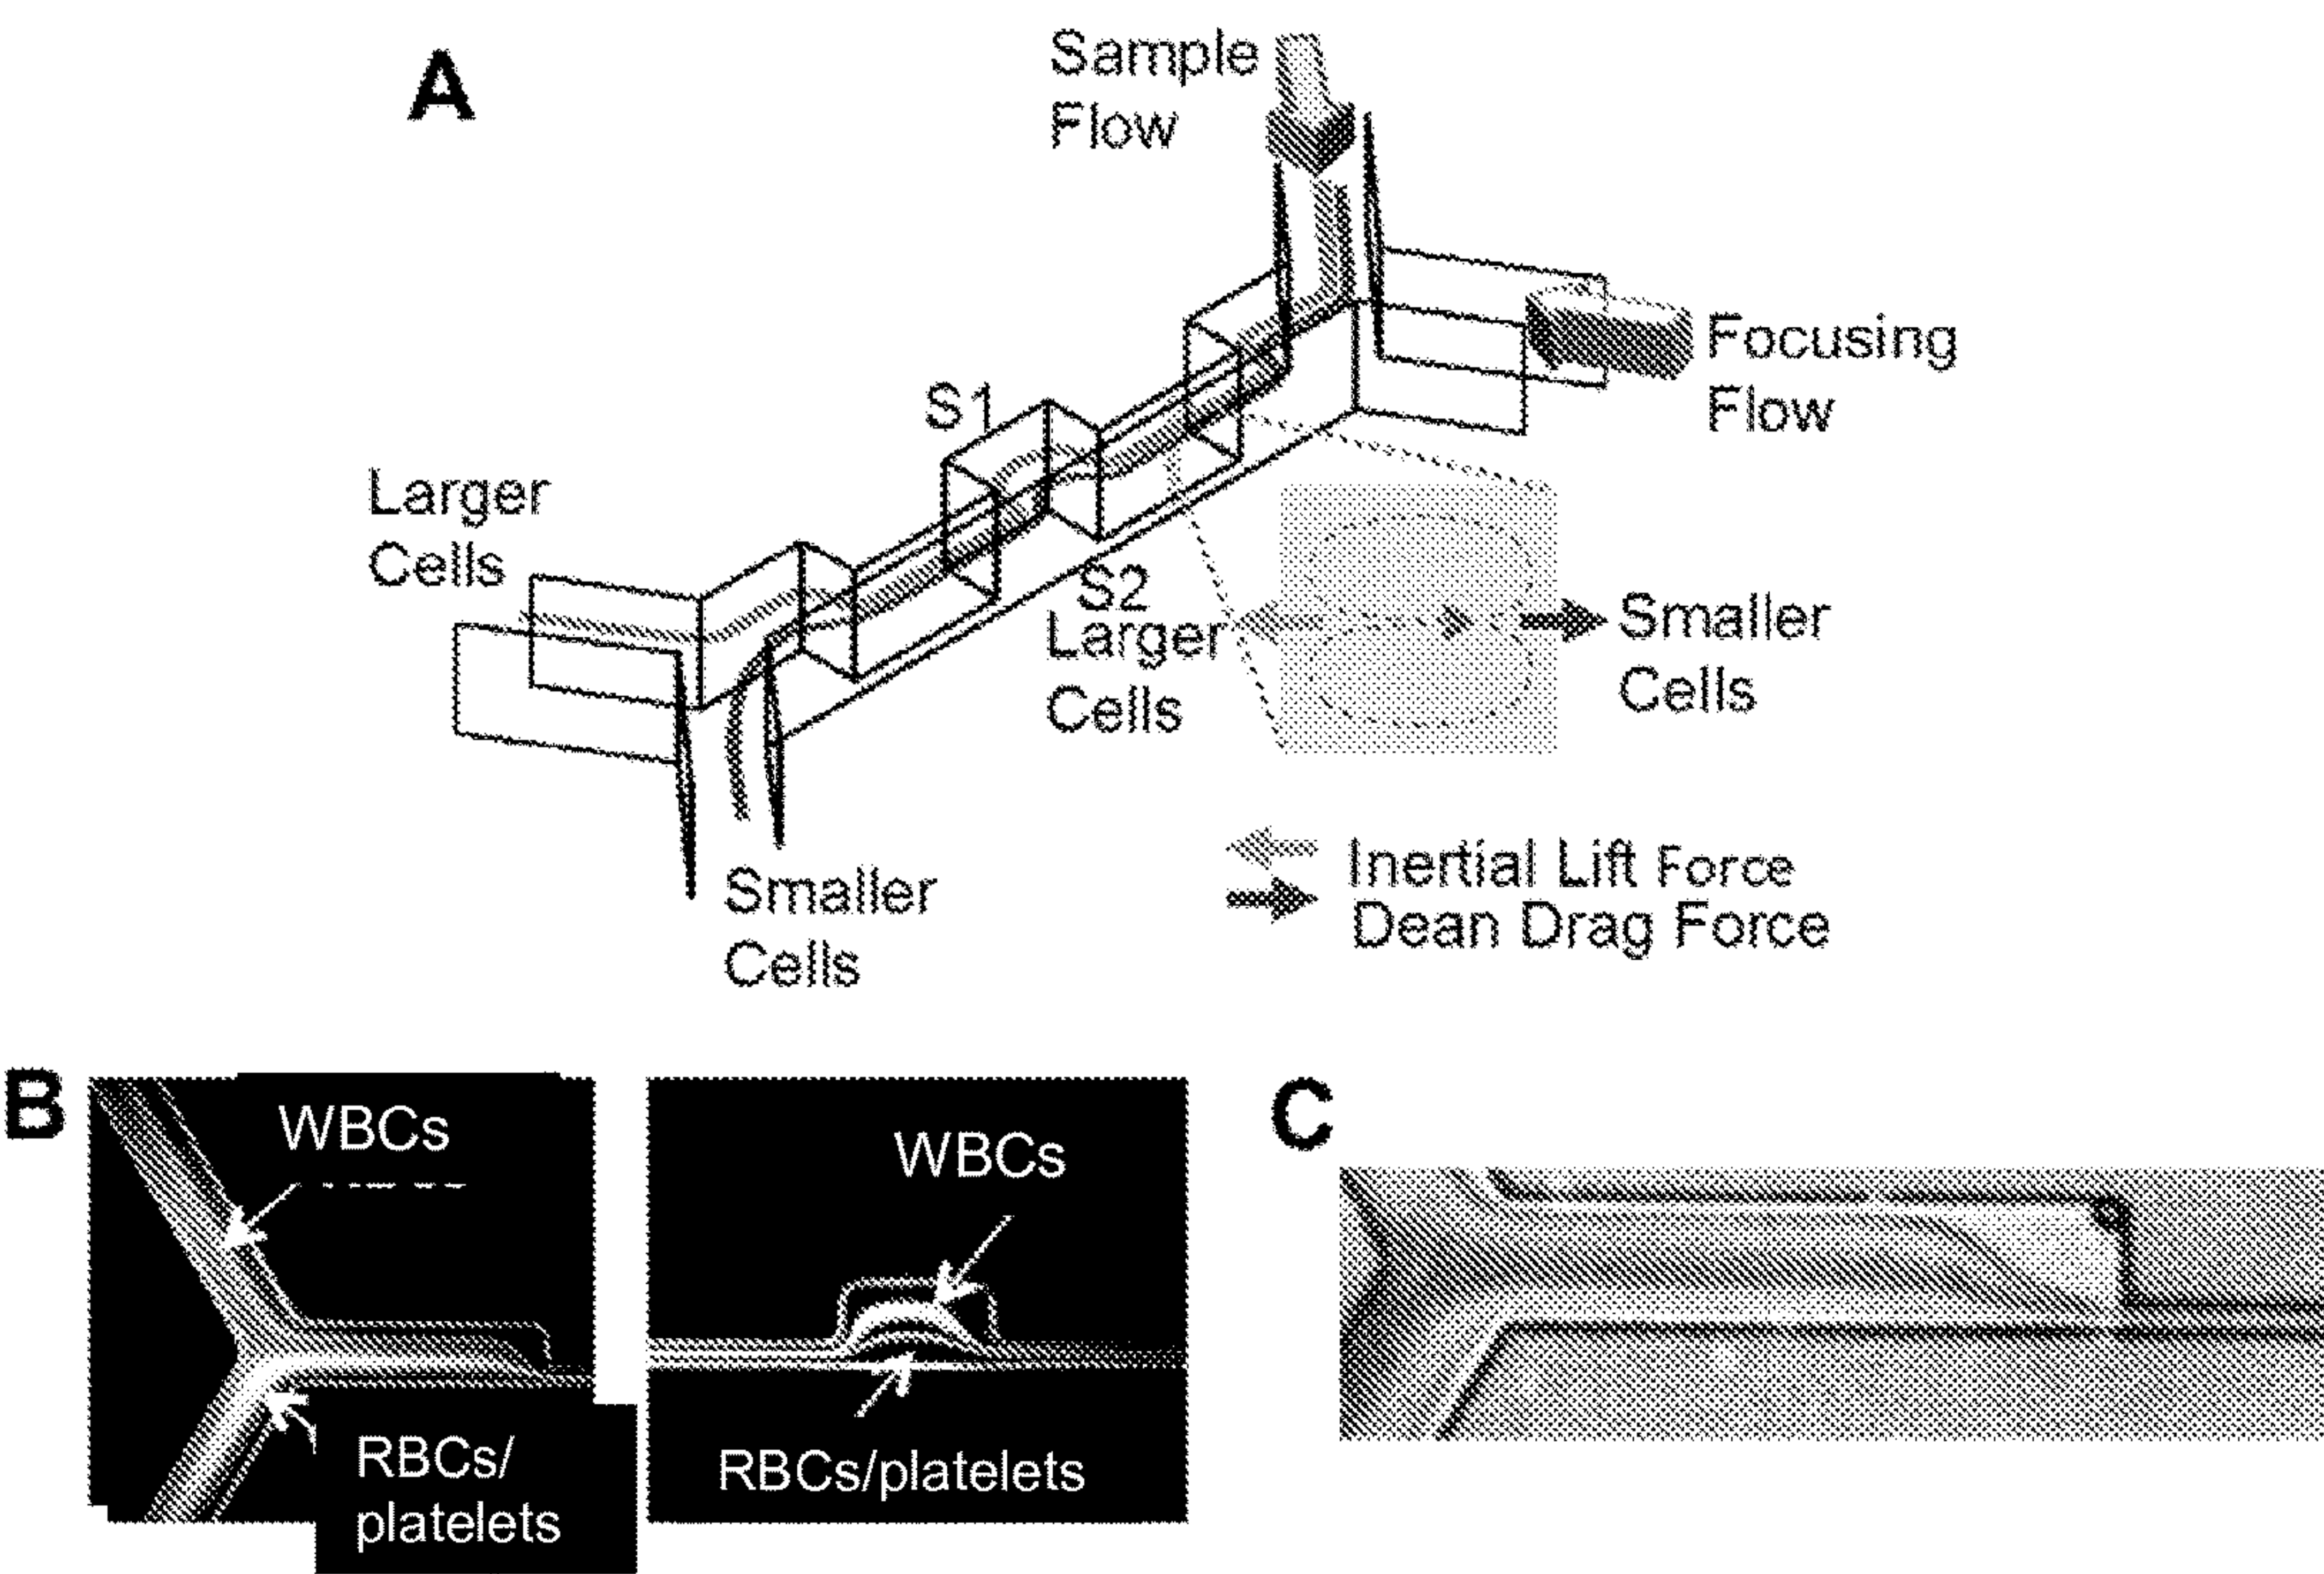 A
Sample
Flow
Focusing
Flow
S1
Larger
Cells
S2
Larger
Cells
Smaller
Cells
Inertial Lift Force
Dean Drag Force
Smaller
Cells
B
WBCs
RBCs/
platelets
WBCs
RBCs/platelets
C